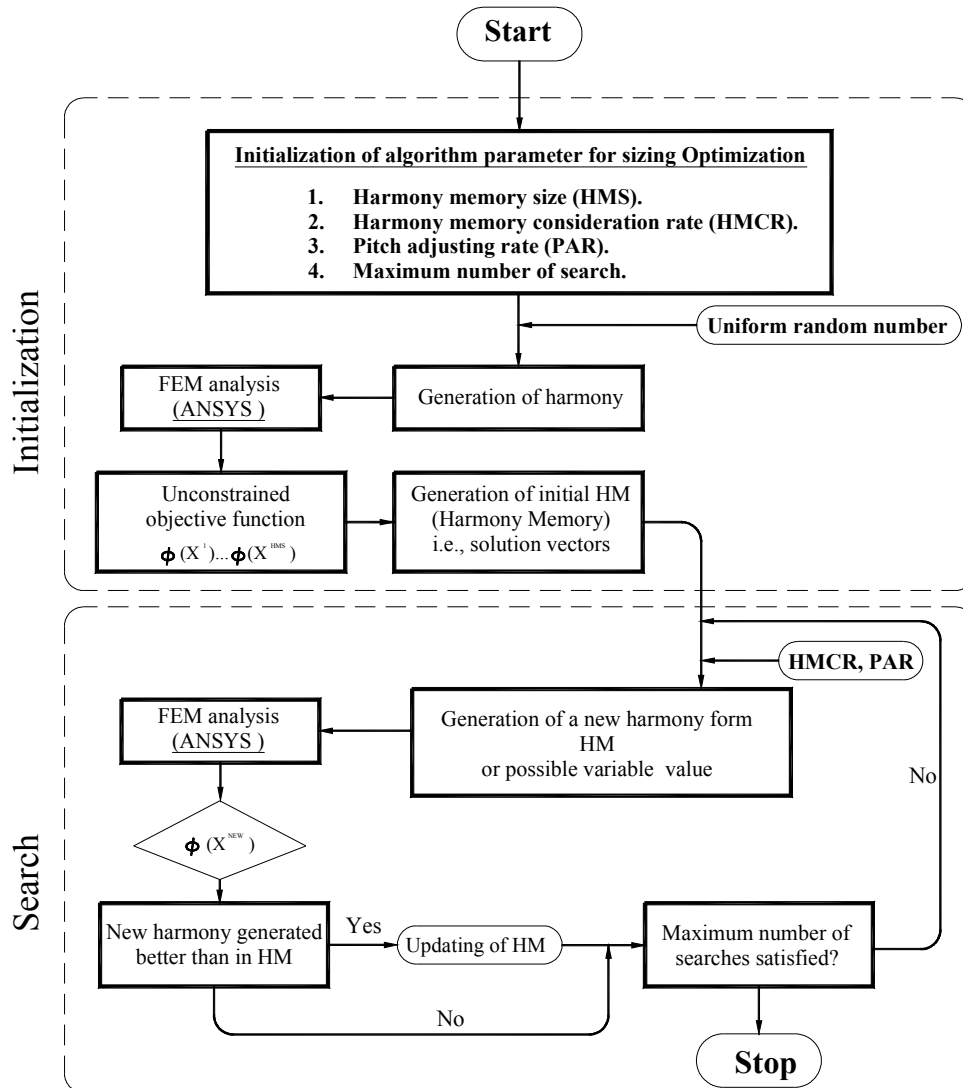 Start
Initialization
Initialization of algorithm parameter for sizing Optimization
1. Harmony memory size (HMS).
2. Harmony memory consideration rate (HMCR).
3. Pitch adjusting rate (PAR).
4. Maximum number of search.
Uniform random number
FEM analysis
(ANSYS )
Generation of harmony
Unconstrained
objective function
ϕ (X¹)...ϕ(X^HMS)
Generation of initial HM
(Harmony Memory)
i.e., solution vectors
Search
HMCR, PAR
FEM analysis
(ANSYS )
Generation of a new harmony form
HM
or possible variable value
No
ϕ (X^NEW)
New harmony generated
better than in HM
Yes
Updating of HM
Maximum number of
searches satisfied?
No
Stop